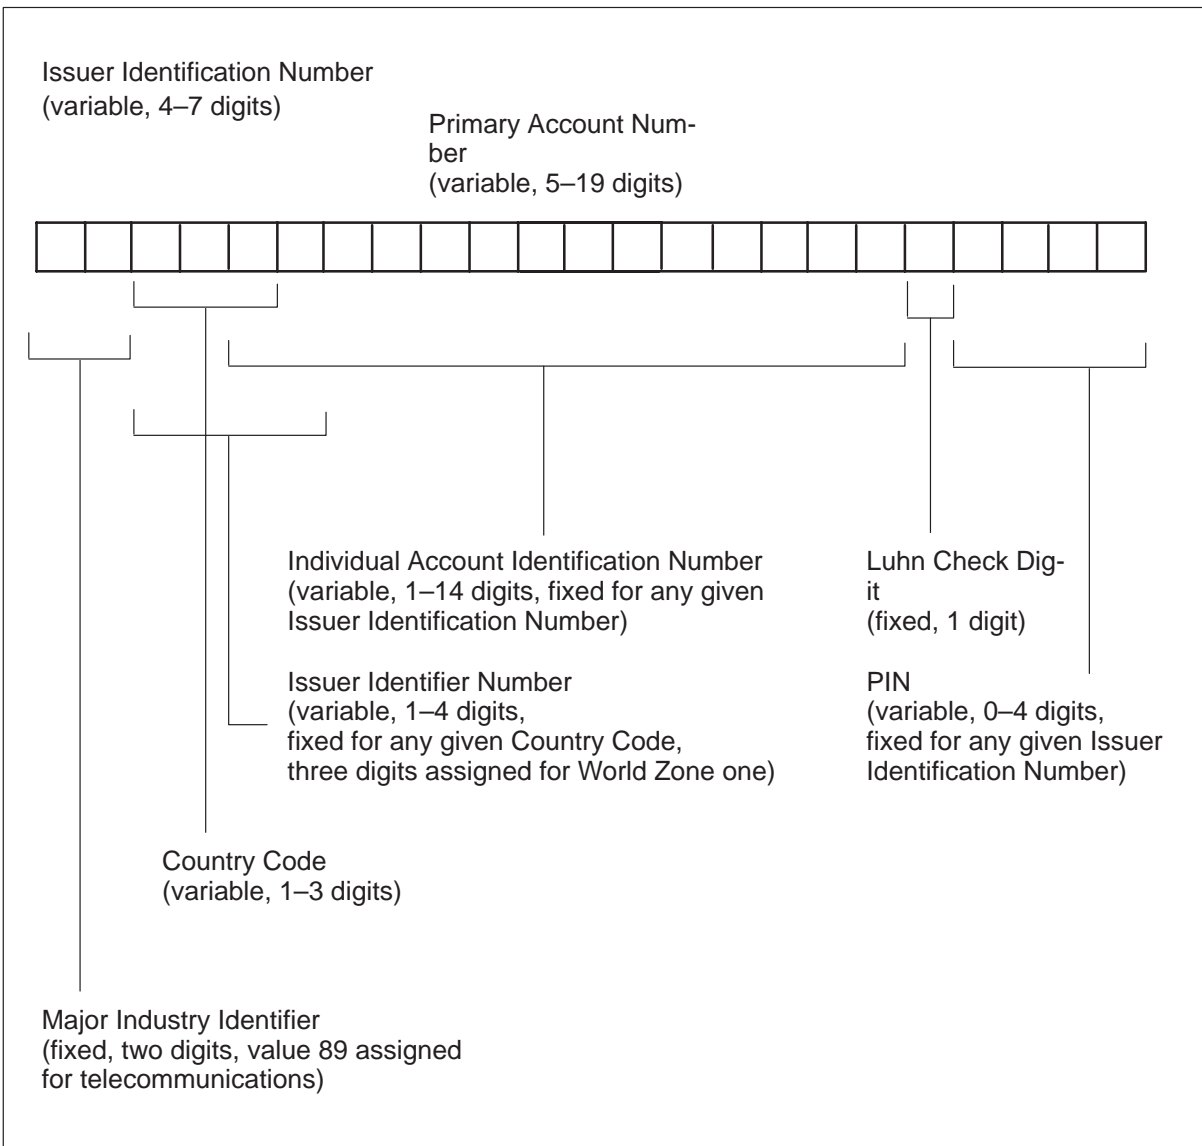 Issuer Identification Number
(variable, 4–7 digits)
Primary Account Num-
ber
(variable, 5–19 digits)
Individual Account Identification Number
(variable, 1–14 digits, fixed for any given
Issuer Identification Number)
Luhn Check Dig-
it
(fixed, 1 digit)
Issuer Identifier Number
(variable, 1–4 digits,
fixed for any given Country Code,
three digits assigned for World Zone one)
PIN
(variable, 0–4 digits,
fixed for any given Issuer
Identification Number)
Country Code
(variable, 1–3 digits)
Major Industry Identifier
(fixed, two digits, value 89 assigned
for telecommunications)